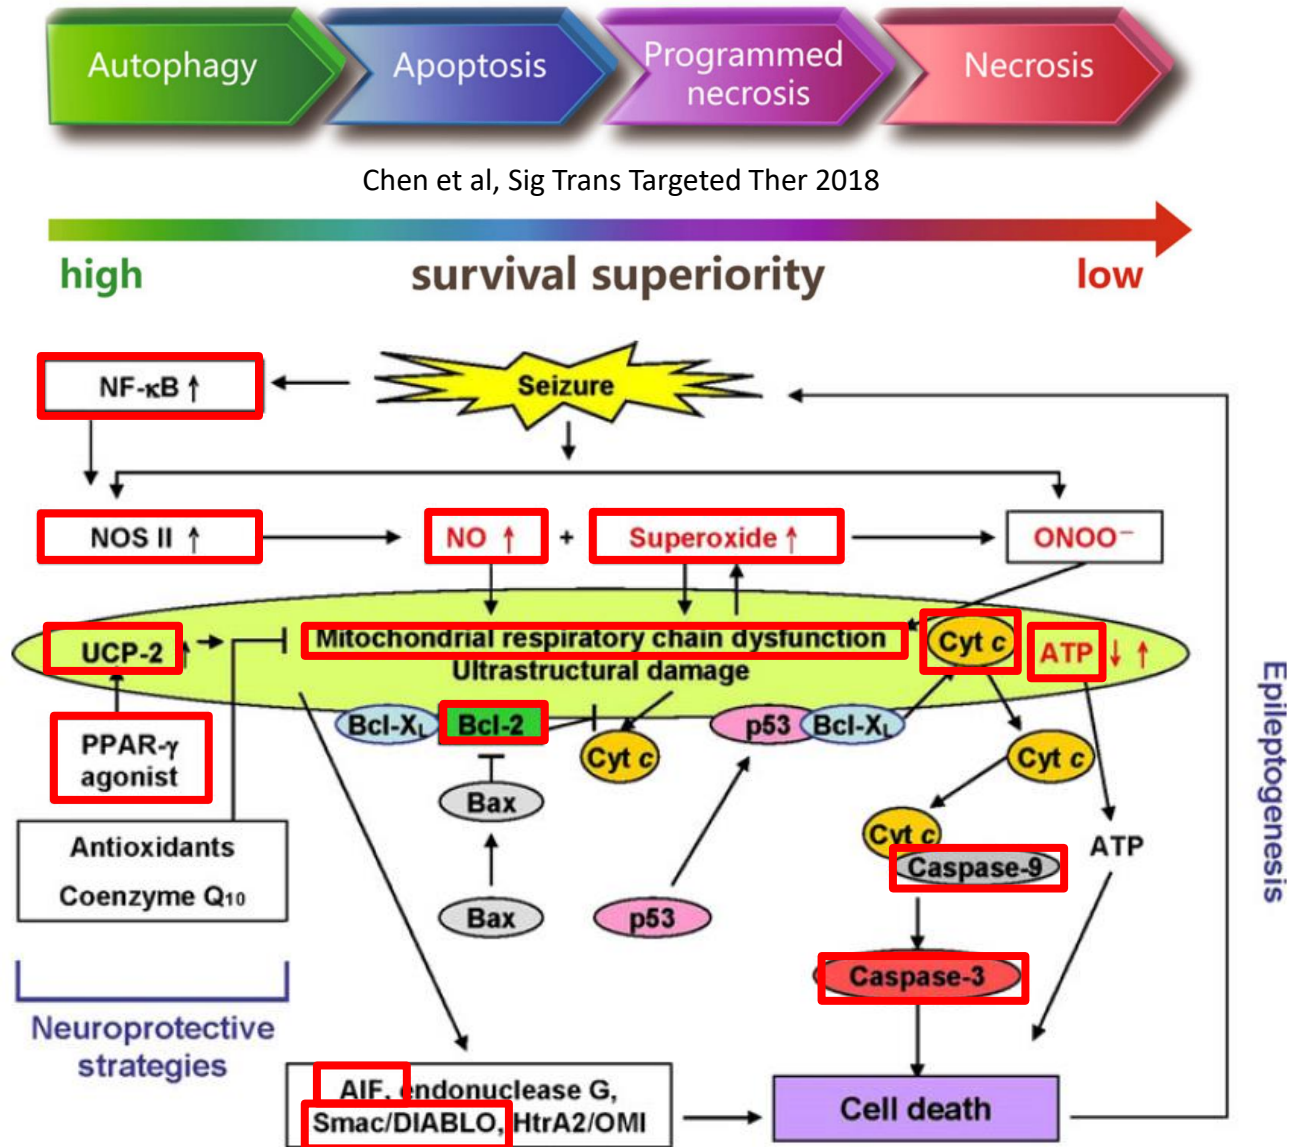 Autophagy
Apoptosis
Programmed
necrosis
Necrosis
Chen et al, Sig Trans Targeted Ther 2018
high
survival superiority
low
NF-κB ↑
Seizure
NOS II ↑
NO ↑
+
Superoxide ↑
ONOO⁻
UCP-2 ↑
Mitochondrial respiratory chain dysfunction
Ultrastructural damage
Cyt c
ATP ↓ ↑
PPAR-γ
agonist
Bcl-XL
Bcl-2
Cyt c
p53
Bcl-XL
Cyt c
Bax
Antioxidants
Coenzyme Q10
Cyt c
Caspase-9
ATP
Bax
p53
Caspase-3
Neuroprotective
strategies
AIF, endonuclease G,
Smac/DIABLO, HtrA2/OMI
Cell death
Epileptogenesis